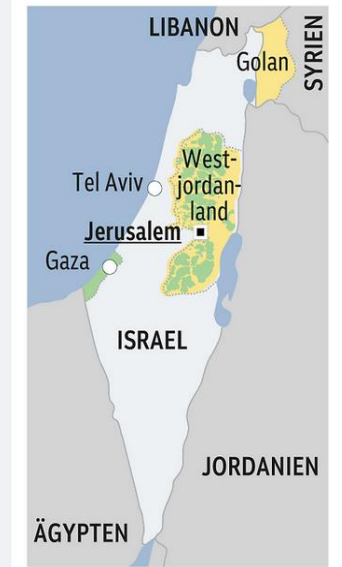 LIBANON
SYRIEN
Golan
West-
jordan-
land
Tel Aviv
Jerusalem
Gaza
ISRAEL
JORDANIEN
ÄGYPTEN